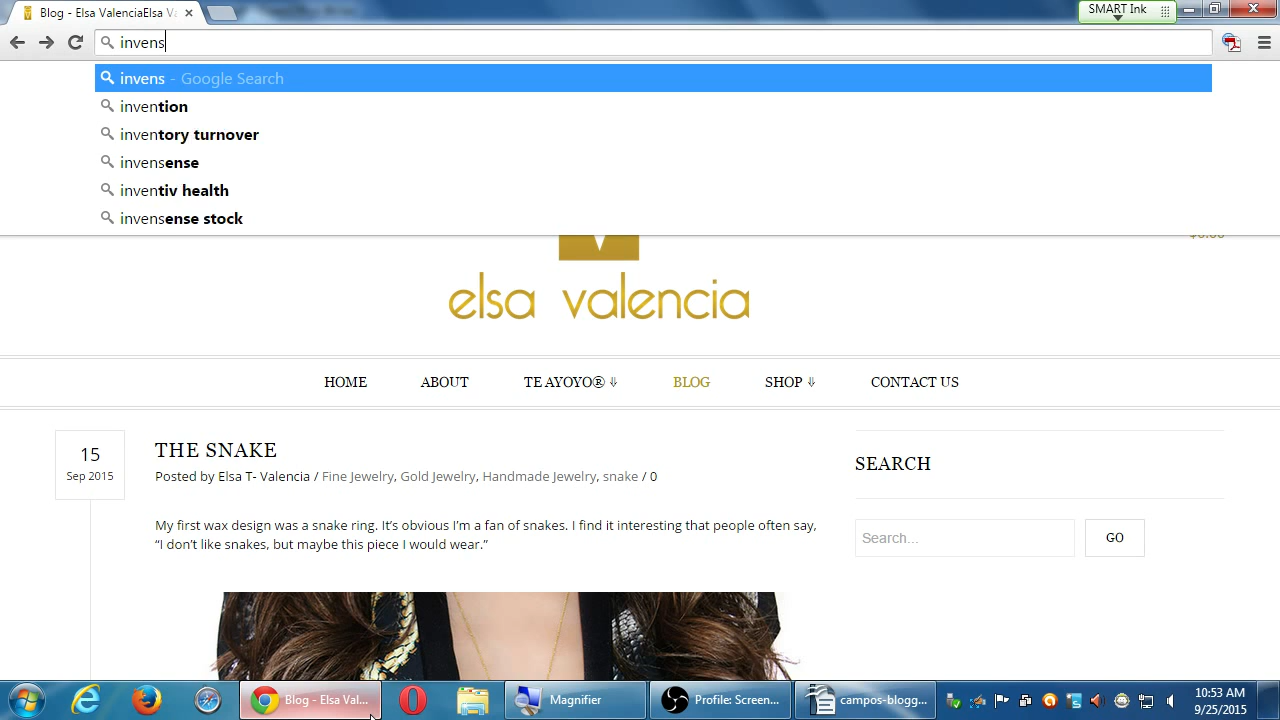 Blog - Elsa ValenciaElsa Va
SMART Ink
invens
invens - Google Search
invention
inventory turnover
invensense
inventiv health
invensense stock
elsa valencia
HOME ABOUT TE AYOYO® ⇩ BLOG SHOP ⇩ CONTACT US
15
Sep 2015
THE SNAKE
Posted by Elsa T- Valencia / Fine Jewelry, Gold Jewelry, Handmade Jewelry, snake / 0
My first wax design was a snake ring. It’s obvious I’m a fan of snakes. I find it interesting that people often say,
“I don’t like snakes, but maybe this piece I would wear.”
SEARCH
Search...
GO
Blog - Elsa Val...
Magnifier
Profile: Screen...
campos-blogg...
10:53 AM
9/25/2015